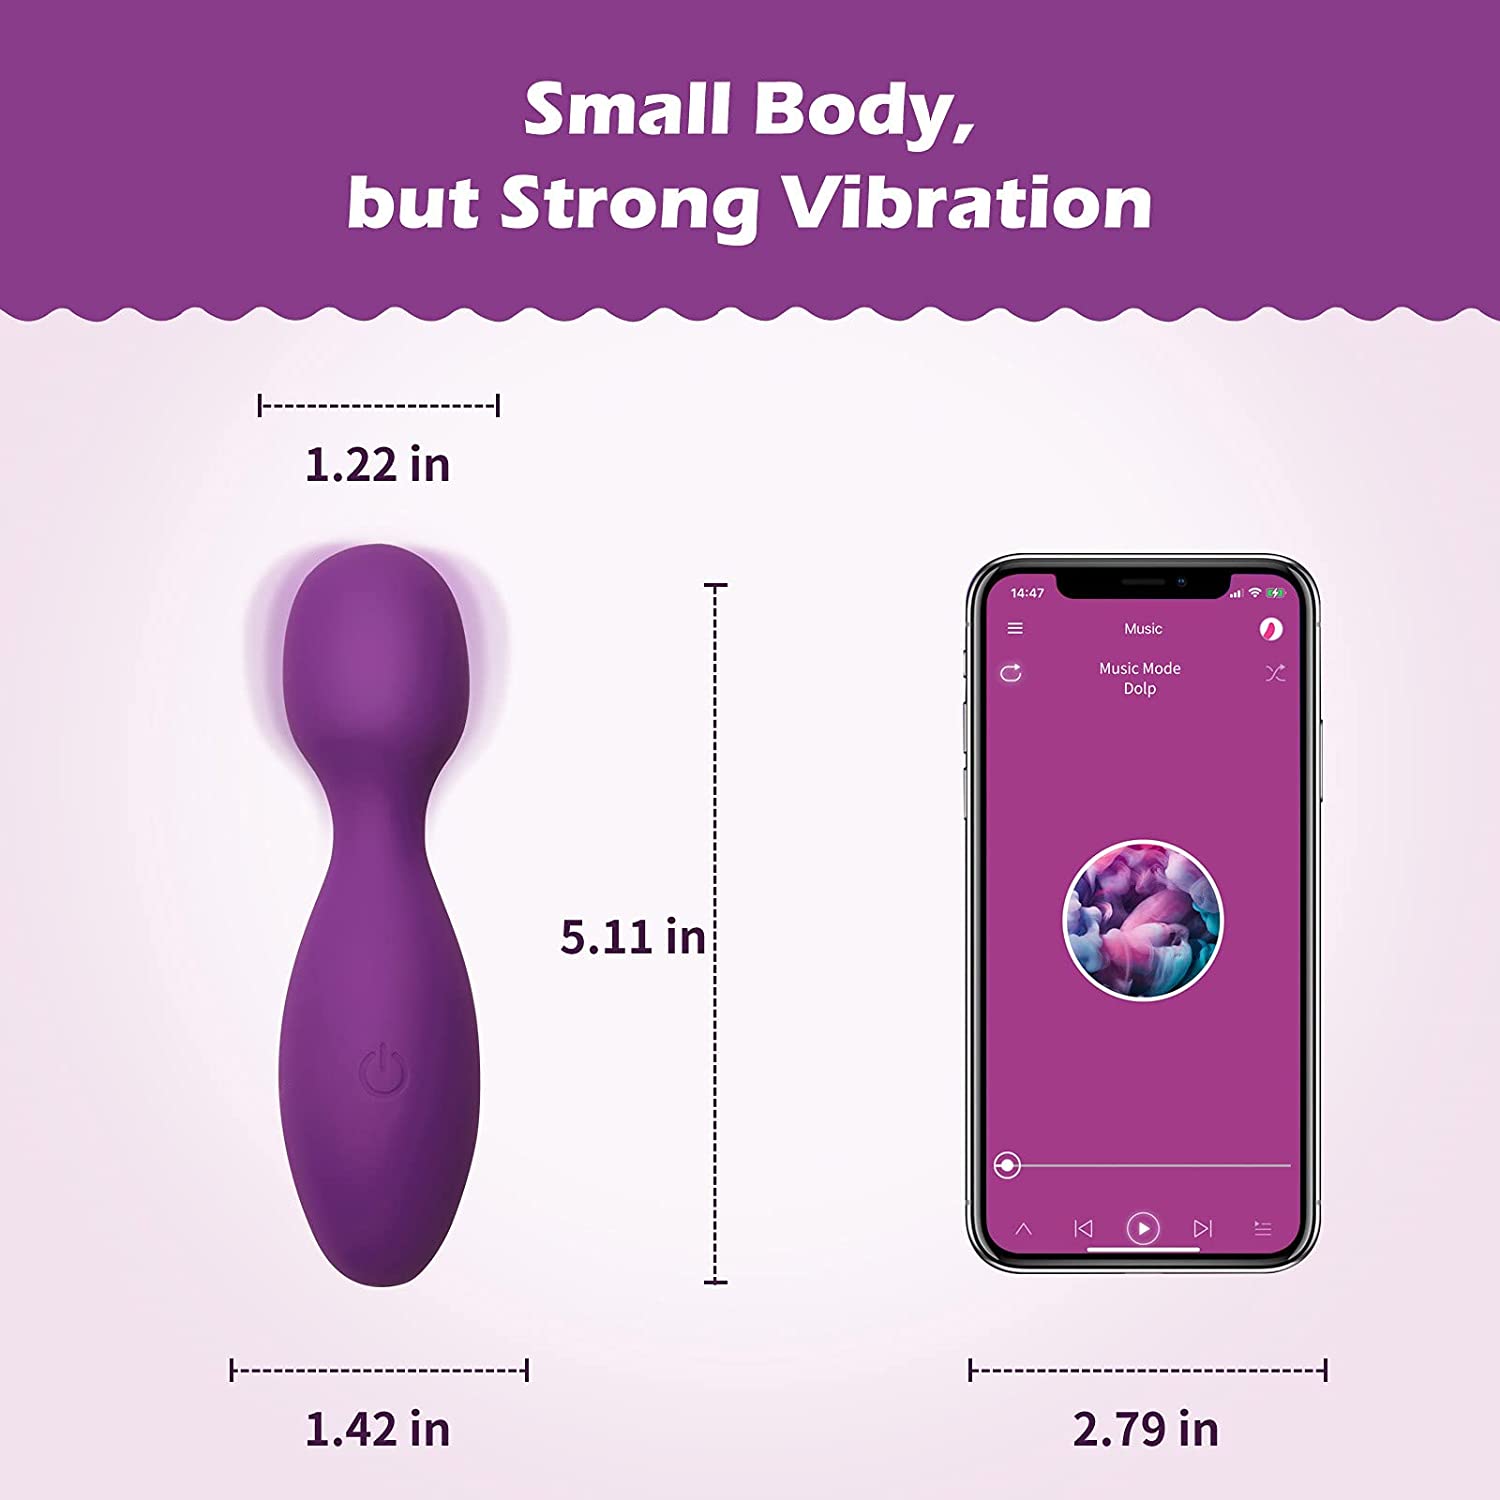 Small Body,
but Strong Vibration
1.22 in
5.11 in
14:47
Music
Music Mode
Dolp
1.42 in
2.79 in